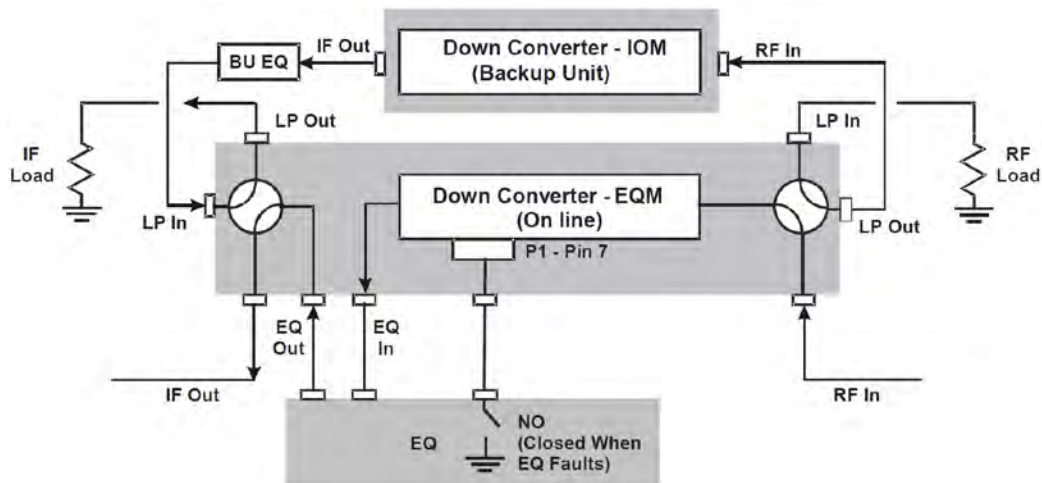 Down Converter - IOM
(Backup Unit)
IF Out
BU EQ
RF In
LP Out
LP In
IF
Load
RF
Load
Down Converter - EQM
(On line)
LP In
LP Out
P1 - Pin 7
EQ
Out
EQ
In
IF Out
RF In
EQ
NO
(Closed When
EQ Faults)